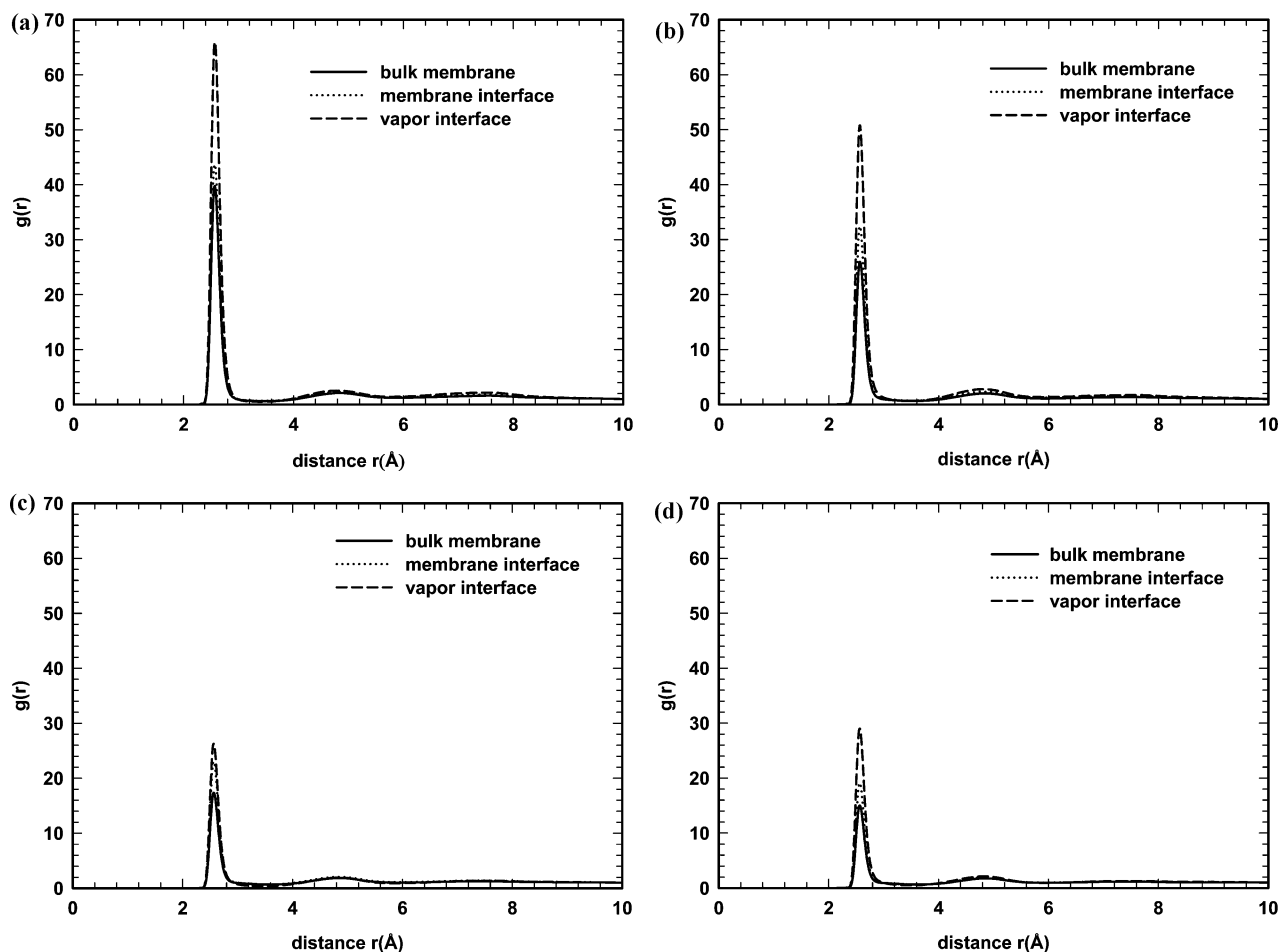 (a)
70
60
50
40
30
20
10
0
g(r)
bulk membrane
membrane interface
vapor interface
0 2 4 6 8 10
distance r(Å)
(b)
70
60
50
40
30
20
10
0
g(r)
bulk membrane
membrane interface
vapor interface
0 2 4 6 8 10
distance r(Å)
(c)
70
60
50
40
30
20
10
0
g(r)
bulk membrane
membrane interface
vapor interface
0 2 4 6 8 10
distance r(Å)
(d)
70
60
50
40
30
20
10
0
g(r)
bulk membrane
membrane interface
vapor interface
0 2 4 6 8 10
distance r(Å)